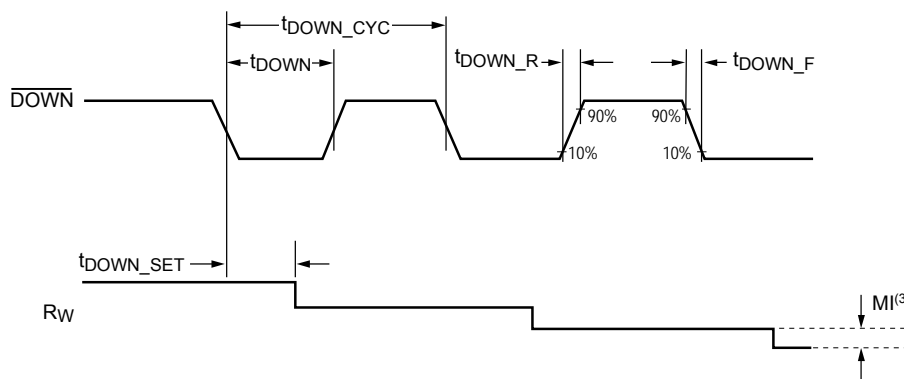 tDOWN_CYC
tDOWN
tDOWN_R
tDOWN_F
DOWN
90%
90%
10%
10%
tDOWN_SET
RW
MI(3